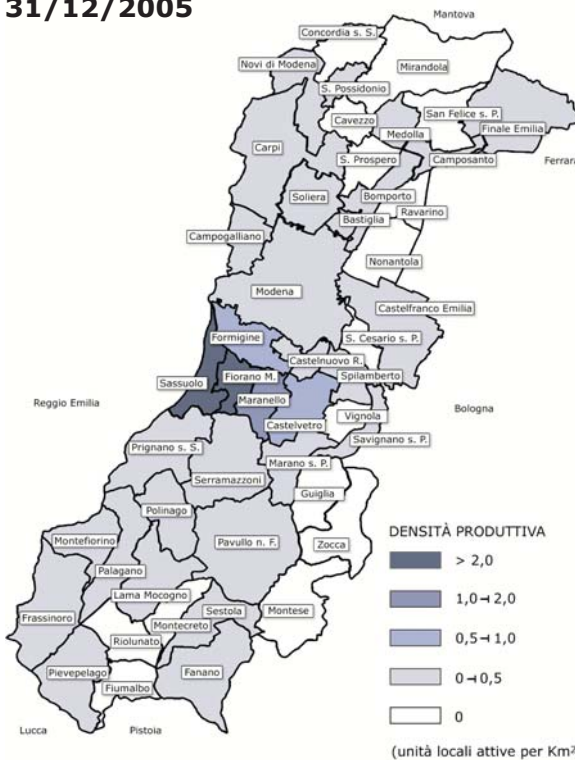 31/12/2005
Mantova
Concordia s. S.
Novi di Modena
Mirandola
S. Possidonio
San Felice s. P.
Cavezzo
Finale Emilia
Medolla
Carpi
S. Prospero
Camposanto
Ferrara
Soliera
Bomporto
Ravarino
Bastiglia
Campogalliano
Nonantola
Modena
Castelfranco Emilia
Formigine
S. Cesario s. P.
Castelnuovo R.
Fiorano M.
Spilamberto
Sassuolo
Maranello
Reggio Emilia
Vignola
Bologna
Castelvetro
Savignano s. P.
Prignano s. S.
Marano s. P.
Serramazzoni
Guiglia
Polinago
DENSITÀ PRODUTTIVA
Montefiorino
Pavullo n. F.
Zocca
> 2,0
Palagano
Lama Mocogno
1,0⊣2,0
Sestola
Montese
Frassinoro
Montecreto
Riolunato
0,5⊣1,0
Pievepelago
Fanano
0⊣0,5
Fiumalbo
0
Lucca
Pistoia
(unità locali attive per Km²